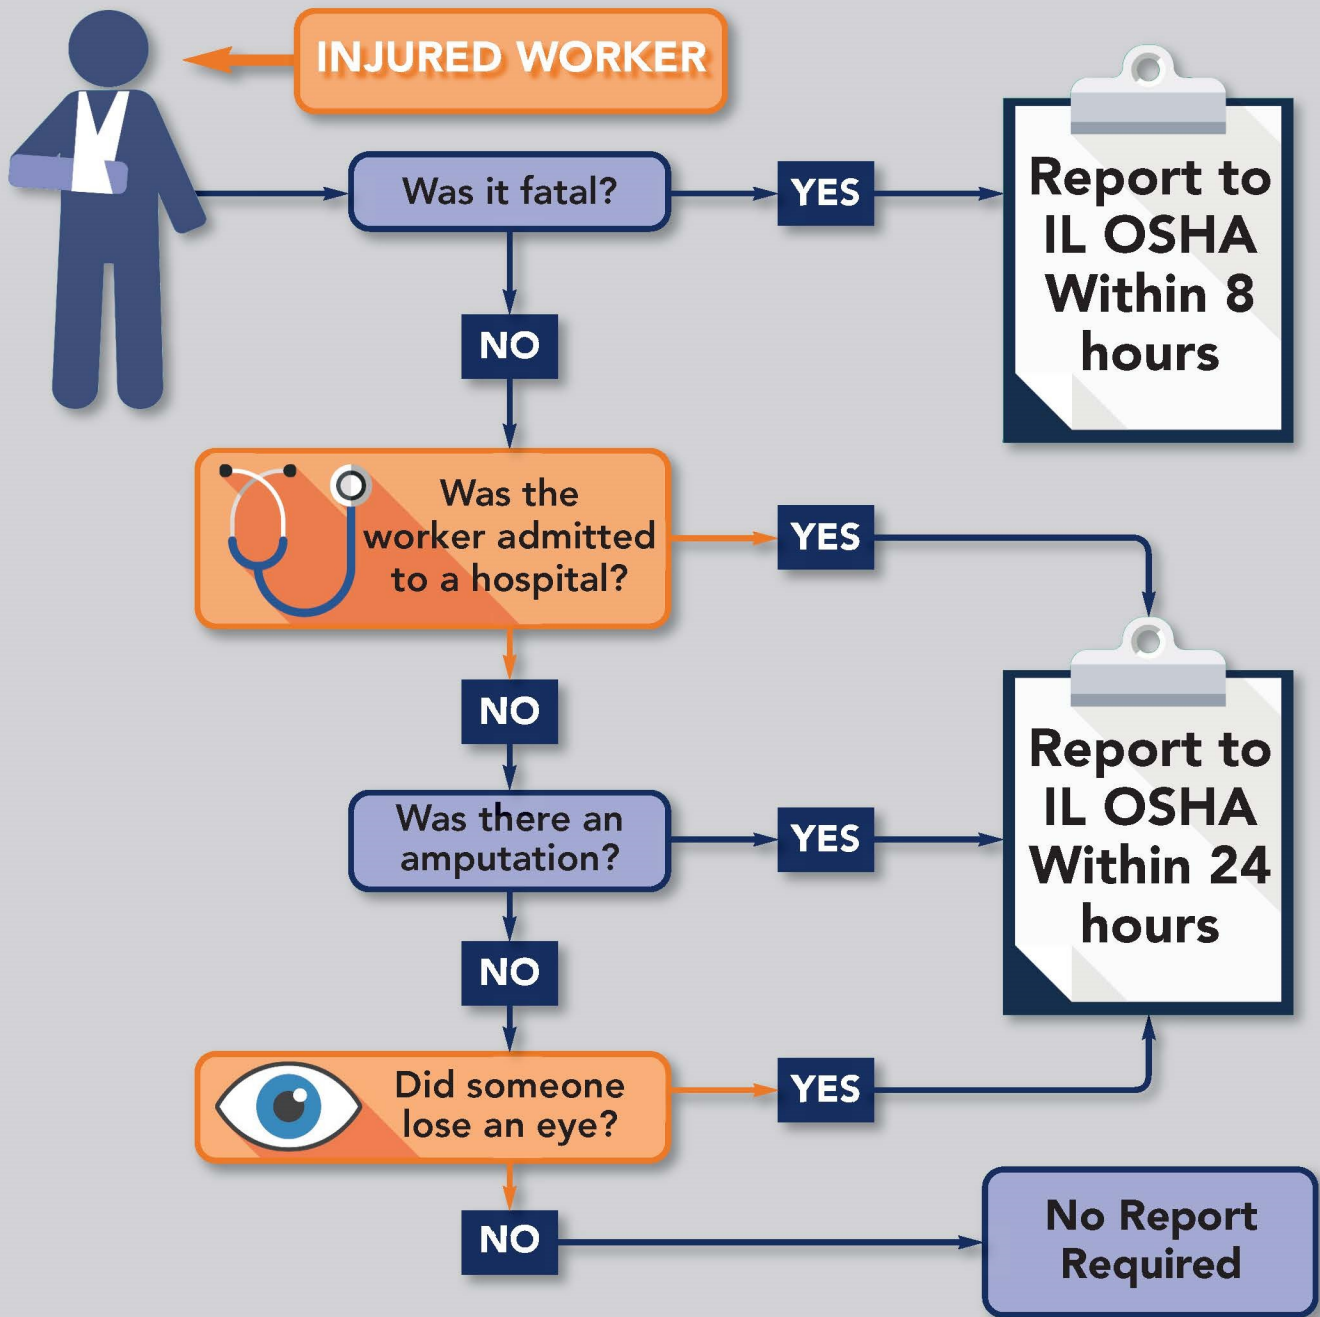 INJURED WORKER
Was it fatal?
YES
Report to
IL OSHA
Within 8
hours
NO
Was the
worker admitted
to a hospital?
YES
NO
Report to
IL OSHA
Within 24
hours
Was there an
amputation?
YES
NO
Did someone
lose an eye?
YES
NO
No Report
Required